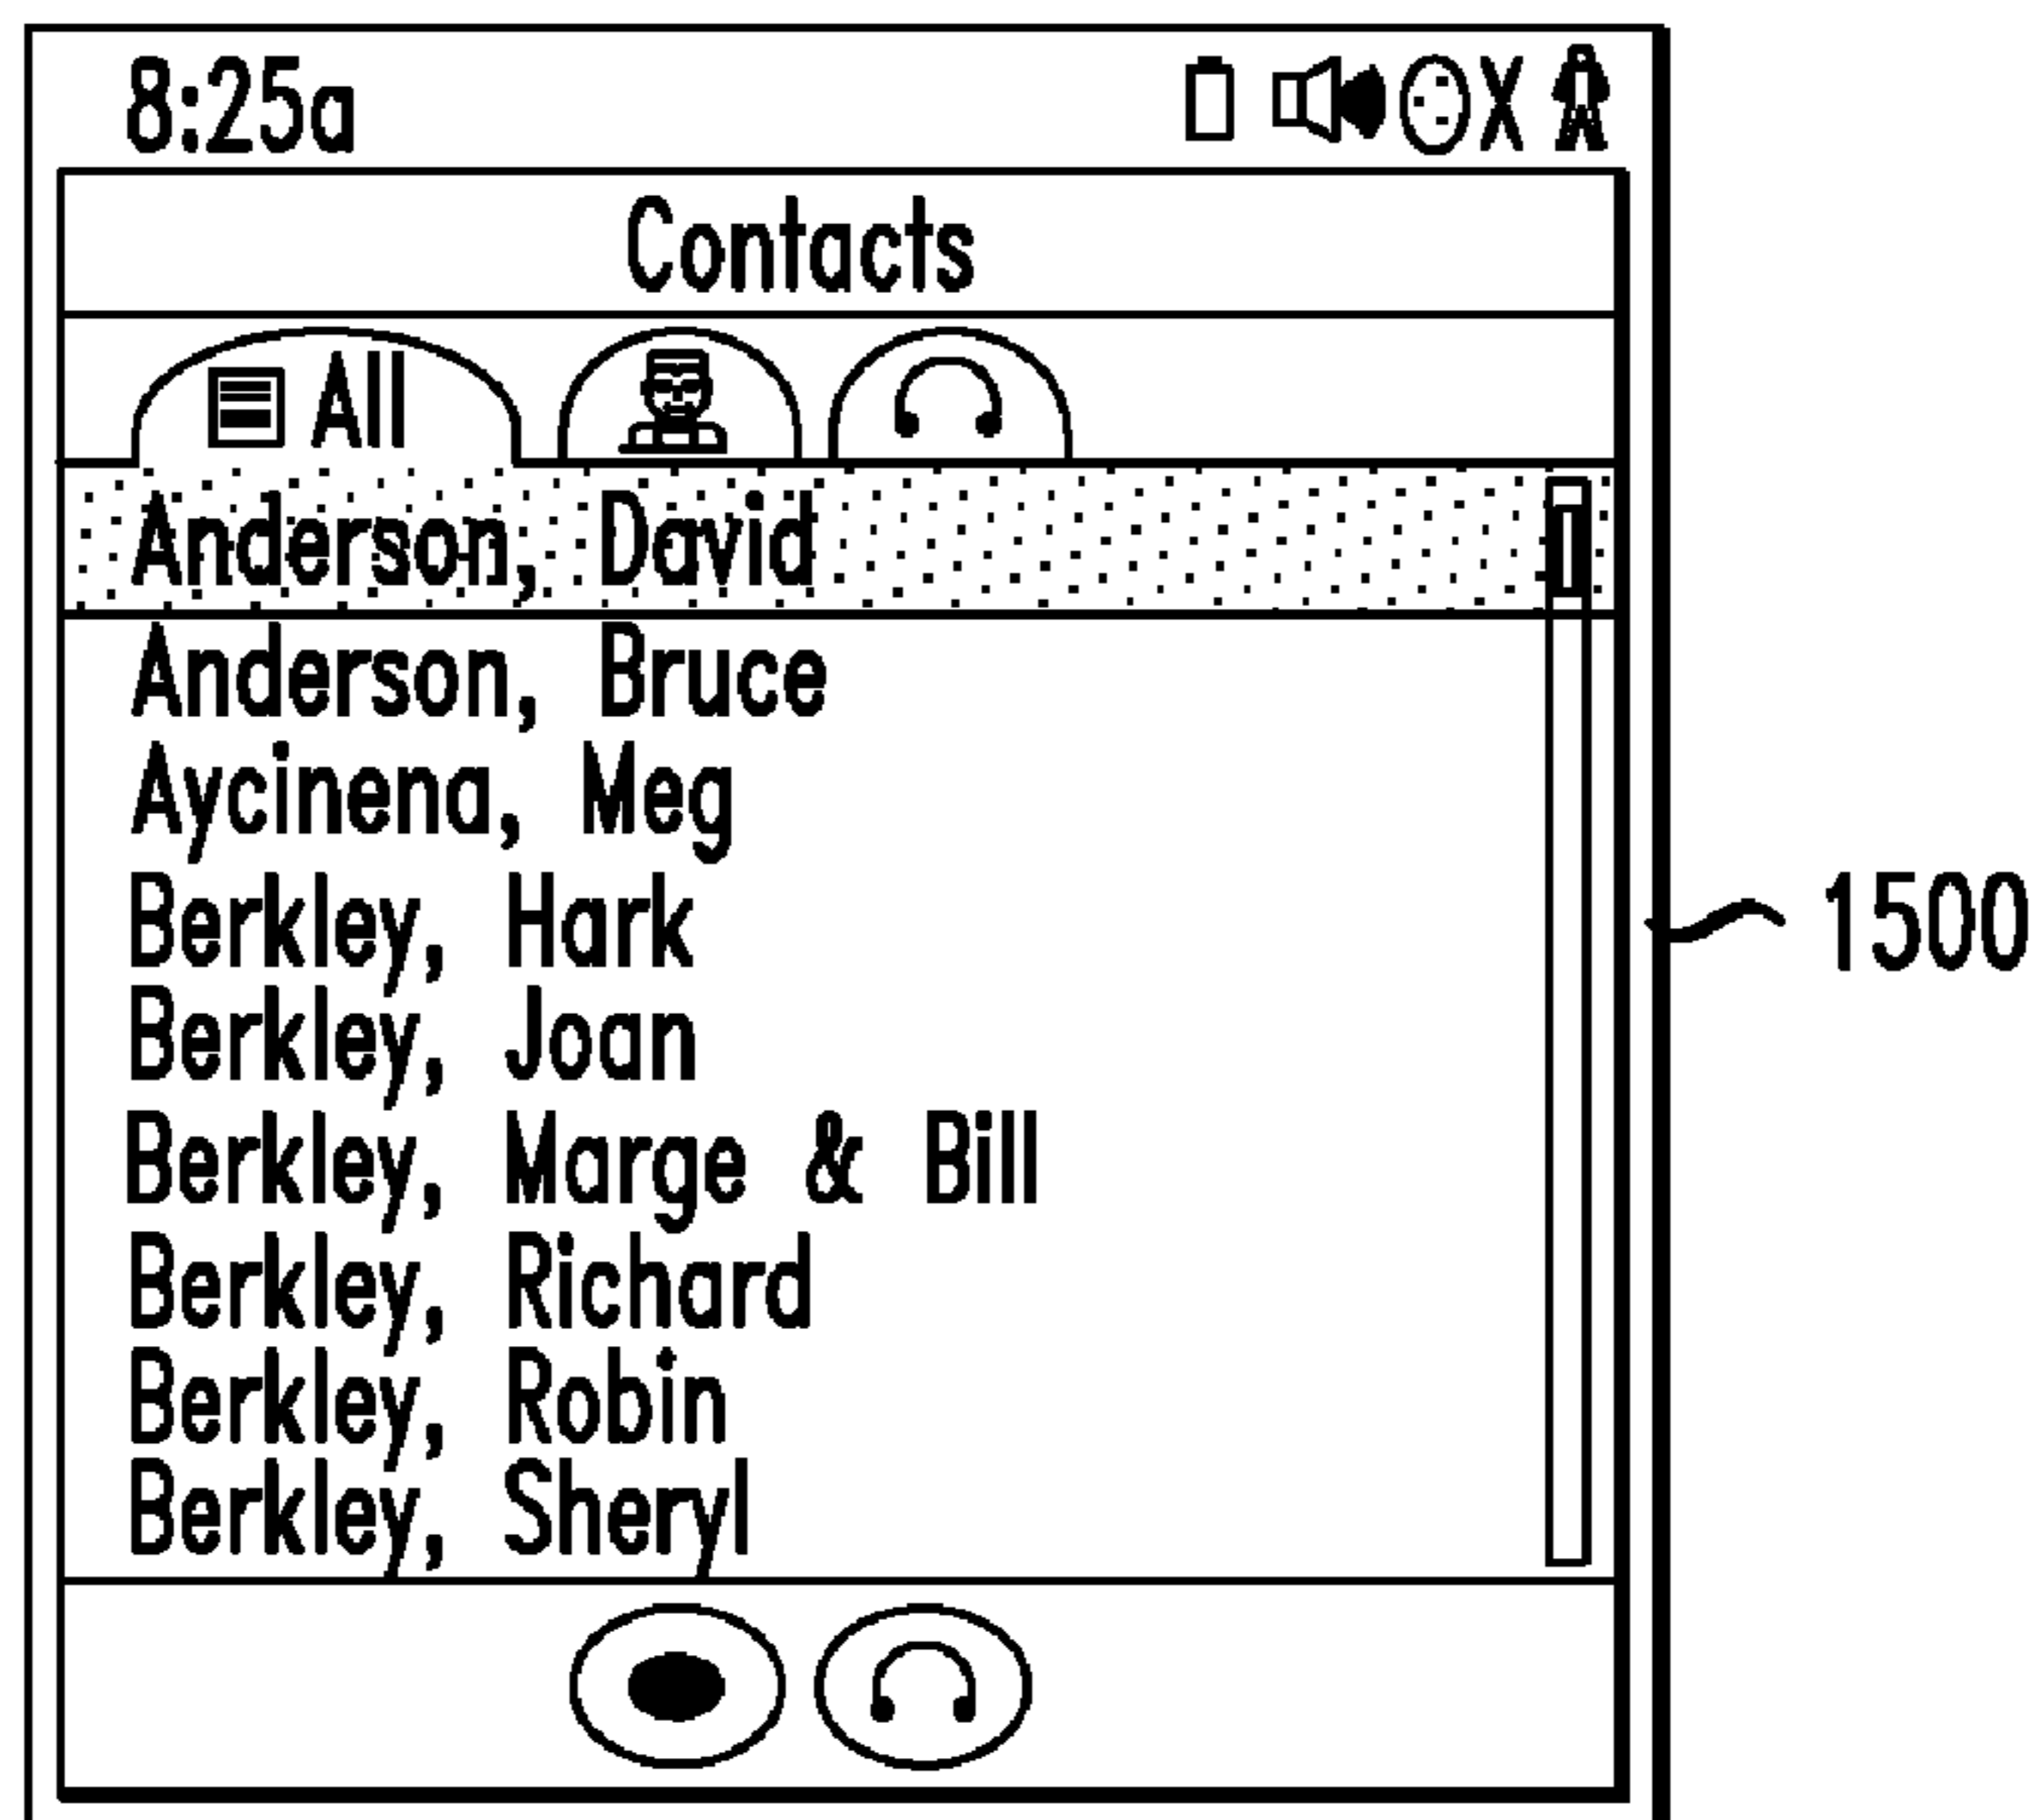 8:25a X
Contacts
All
Anderson, David
Anderson, Bruce
Aycinena, Meg
Berkley, Hark
1500
Berkley, Joan
Berkley, Marge & Bill
Berkley, Richard
Berkley, Robin
Berkley, Sheryl